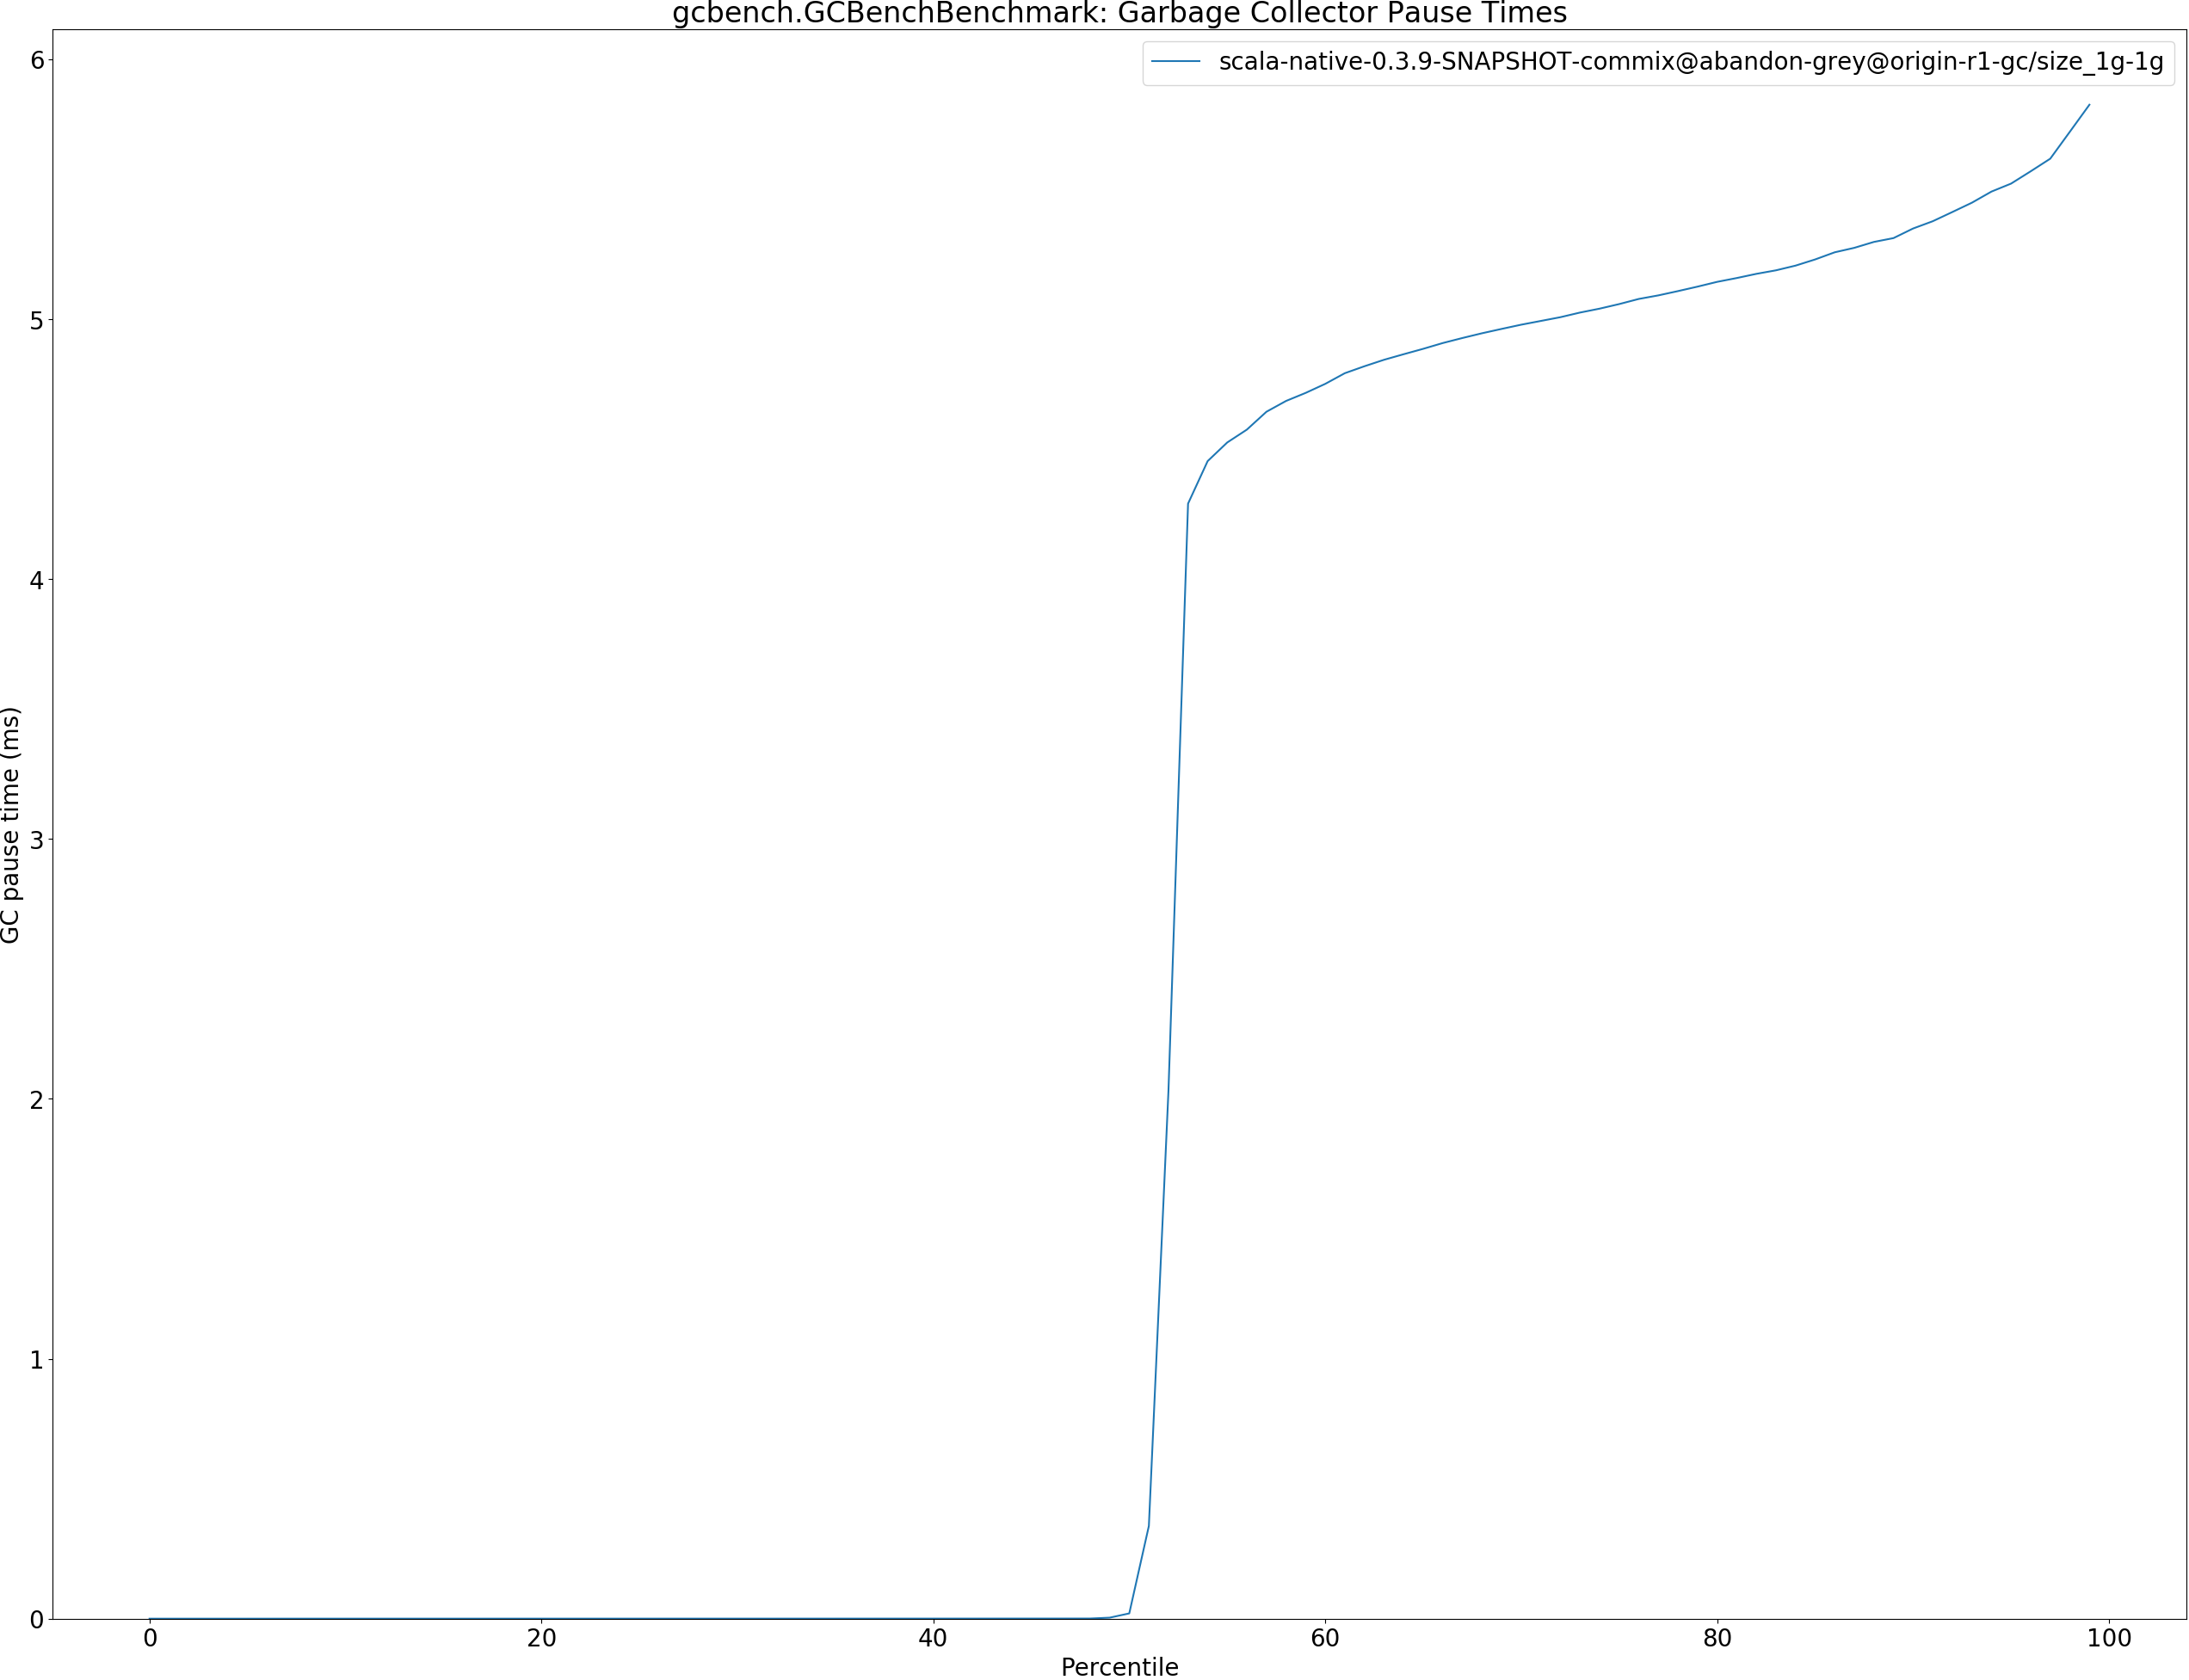 gcbench.GCBenchBenchmark: Garbage Collector Pause Times
scala-native-0.3.9-SNAPSHOT-commix@abandon-grey@origin-r1-gc/size_1g-1g
GC pause time (ms)
6
5
4
3
2
1
0
0 20 40 60 80 100
Percentile